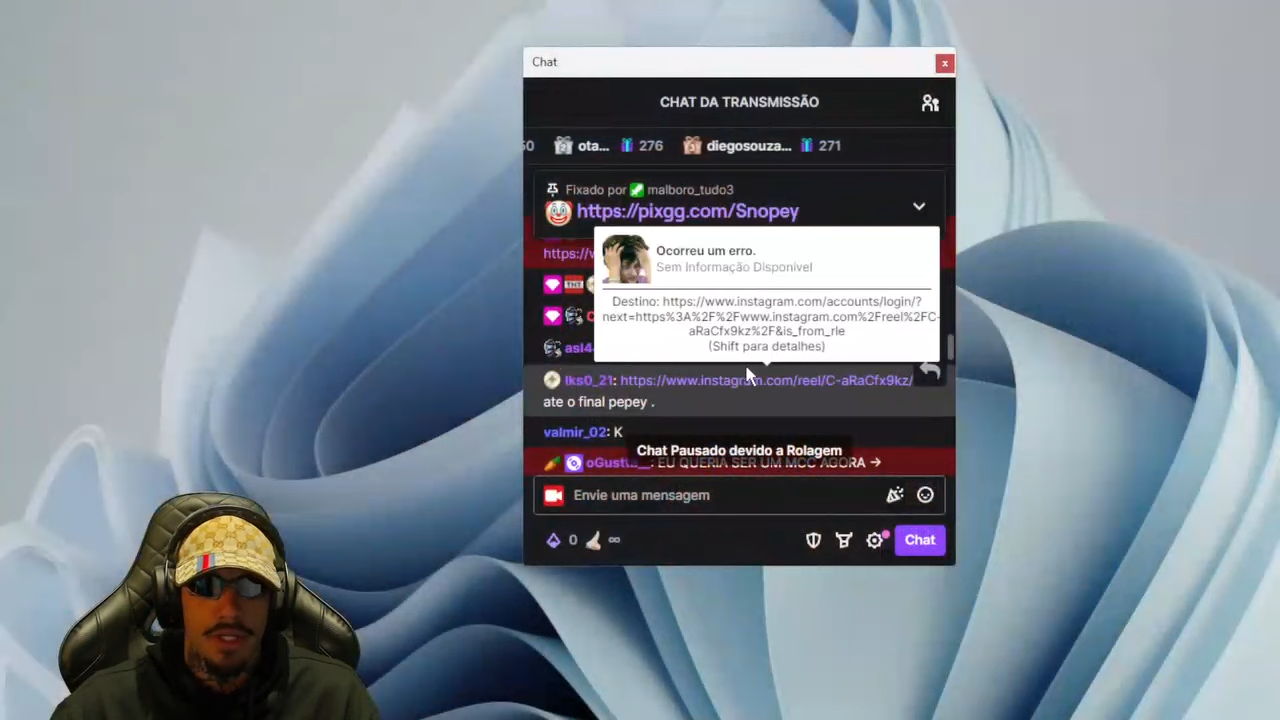 Chat
x
CHAT DA TRANSMISSÃO
ota... 276 diegosouza... 271
Fixado por malboro_tudo3
https://pixgg.com/Snopey
Ocorreu um erro.
Sem Informação Disponível
Destino: https://www.instagram.com/accounts/login/?
next=https%3A%2F%2Fwww.instagram.com%2Freel%2FC-
aRaCfx9kz%2F&is_from_rle
(Shift para detalhes)
TNT
lks0_21: https://www.instagram.com/reel/C-aRaCfx9kz/
ate o final pepey .
valmir_02: K
Chat Pausado devido a Rolagem
EU QUERIA SER UM MCC AGORA →
Envie uma mensagem
0 ∞
Chat